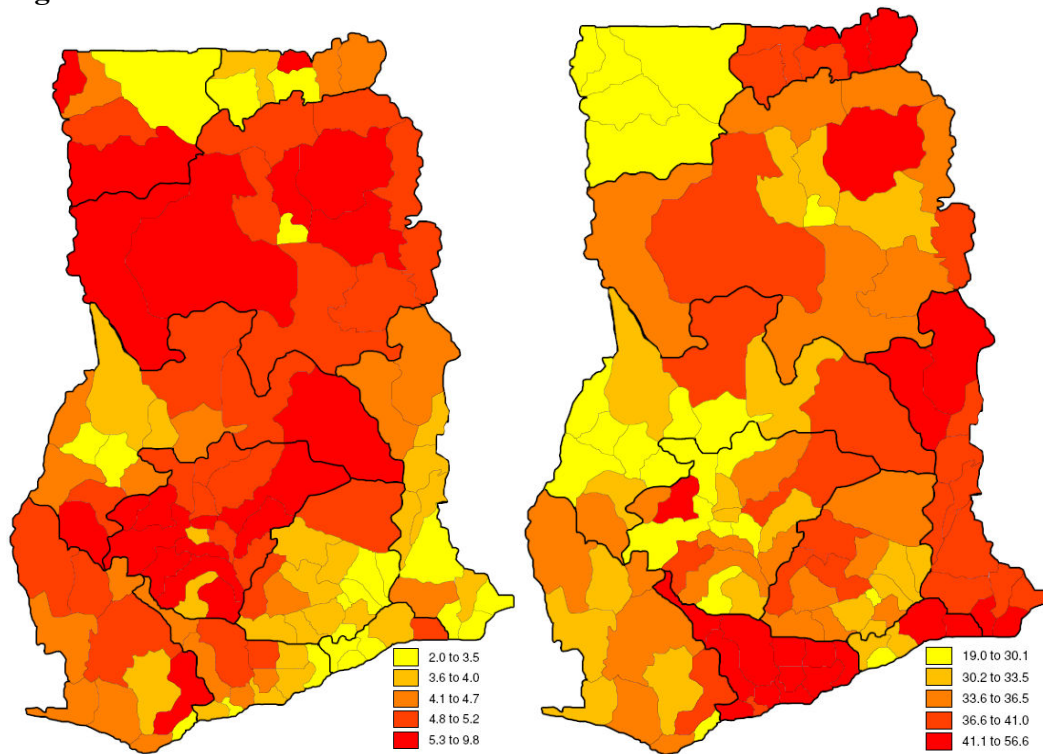 2.0 to 3.5
3.6 to 4.0
4.1 to 4.7
4.8 to 5.2
5.3 to 9.8
19.0 to 30.1
30.2 to 33.5
33.6 to 36.5
36.6 to 41.0
41.1 to 56.6